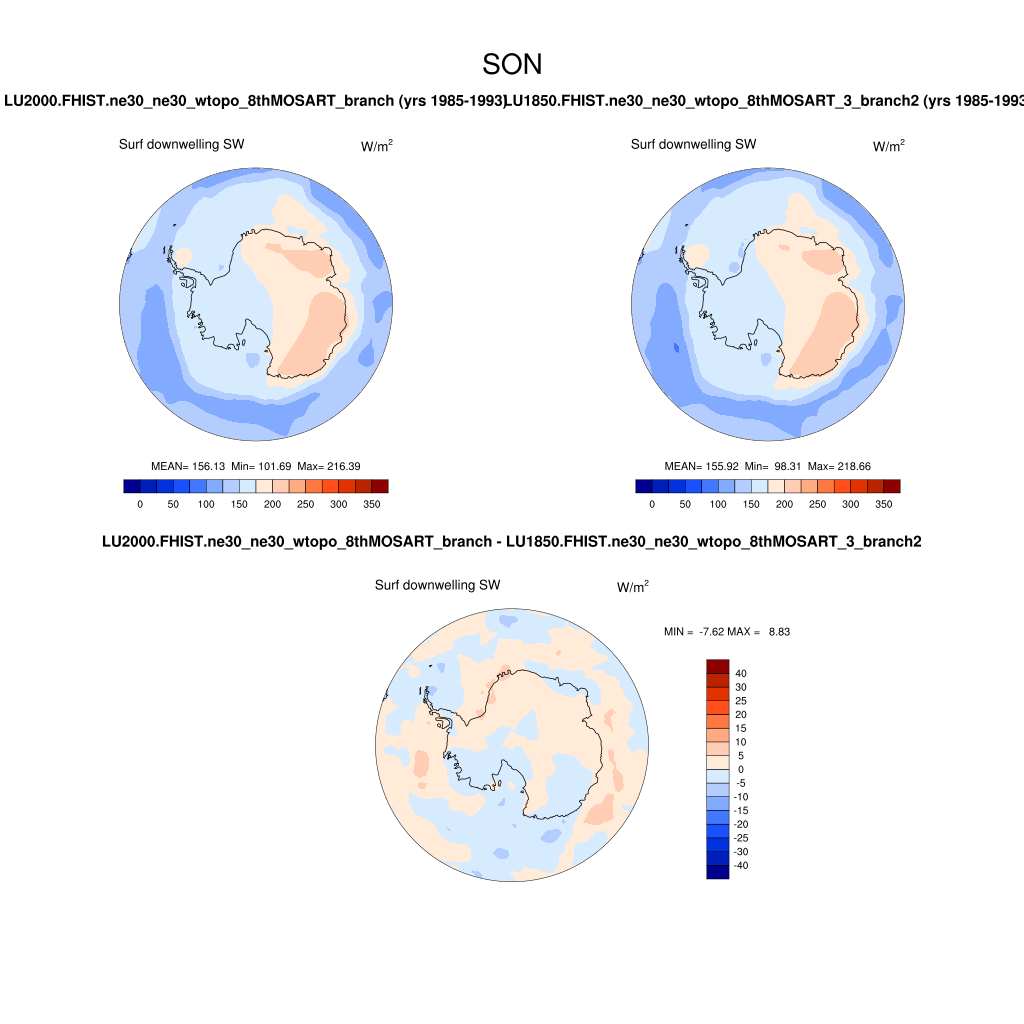 SON
LU2000.FHIST.ne30_ne30_wtopo_8thMOSART_branch (yrs 1985-1993)
LU1850.FHIST.ne30_ne30_wtopo_8thMOSART_3_branch2 (yrs 1985-1993
Surf downwelling SW W/m²
Surf downwelling SW W/m²
MEAN= 156.13 Min= 101.69 Max= 216.39
MEAN= 155.92 Min= 98.31 Max= 218.66
0 50 100 150 200 250 300 350
0 50 100 150 200 250 300 350
LU2000.FHIST.ne30_ne30_wtopo_8thMOSART_branch - LU1850.FHIST.ne30_ne30_wtopo_8thMOSART_3_branch2
Surf downwelling SW W/m²
MIN = -7.62 MAX = 8.83
40
30
25
20
15
10
5
0
-5
-10
-15
-20
-25
-30
-40